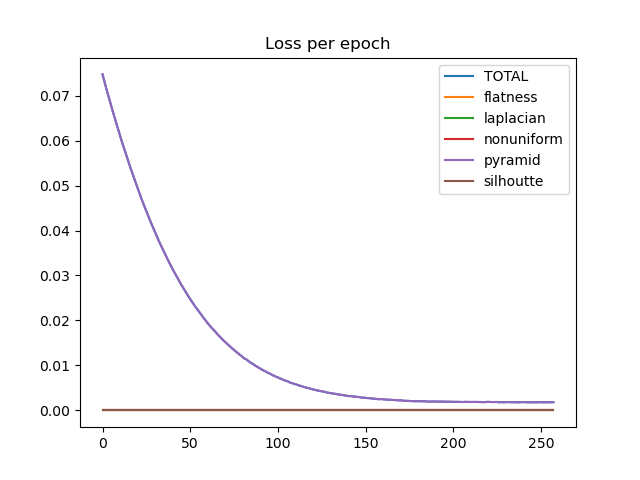 Loss per epoch
TOTAL
flatness
laplacian
nonuniform
pyramid
silhoutte
0.07
0.06
0.05
0.04
0.03
0.02
0.01
0.00
0 50 100 150 200 250